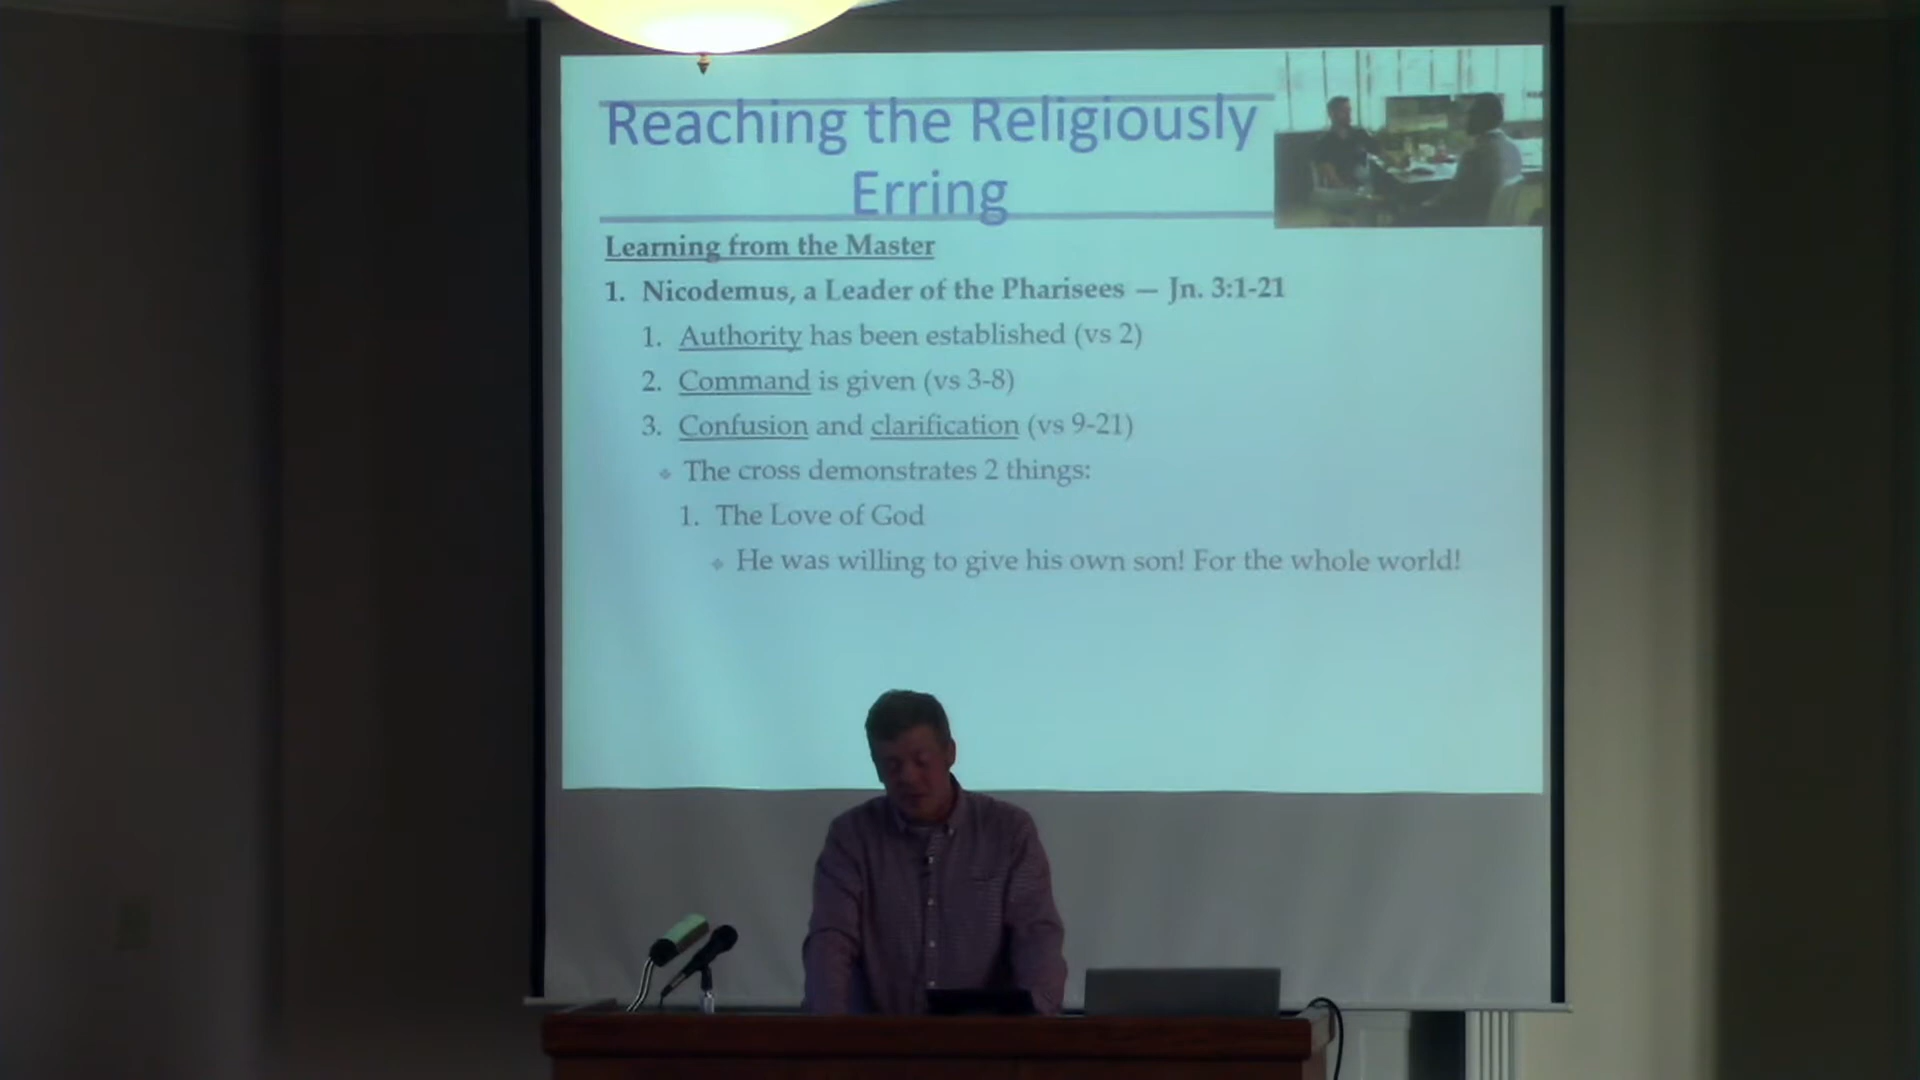 Reaching the Religiously
Erring
Learning from the Master
1. Nicodemus, a Leader of the Pharisees — Jn. 3:1-21
1. Authority has been established (vs 2)
2. Command is given (vs 3-8)
3. Confusion and clarification (vs 9-21)
The cross demonstrates 2 things:
1. The Love of God
He was willing to give his own son! For the whole world!